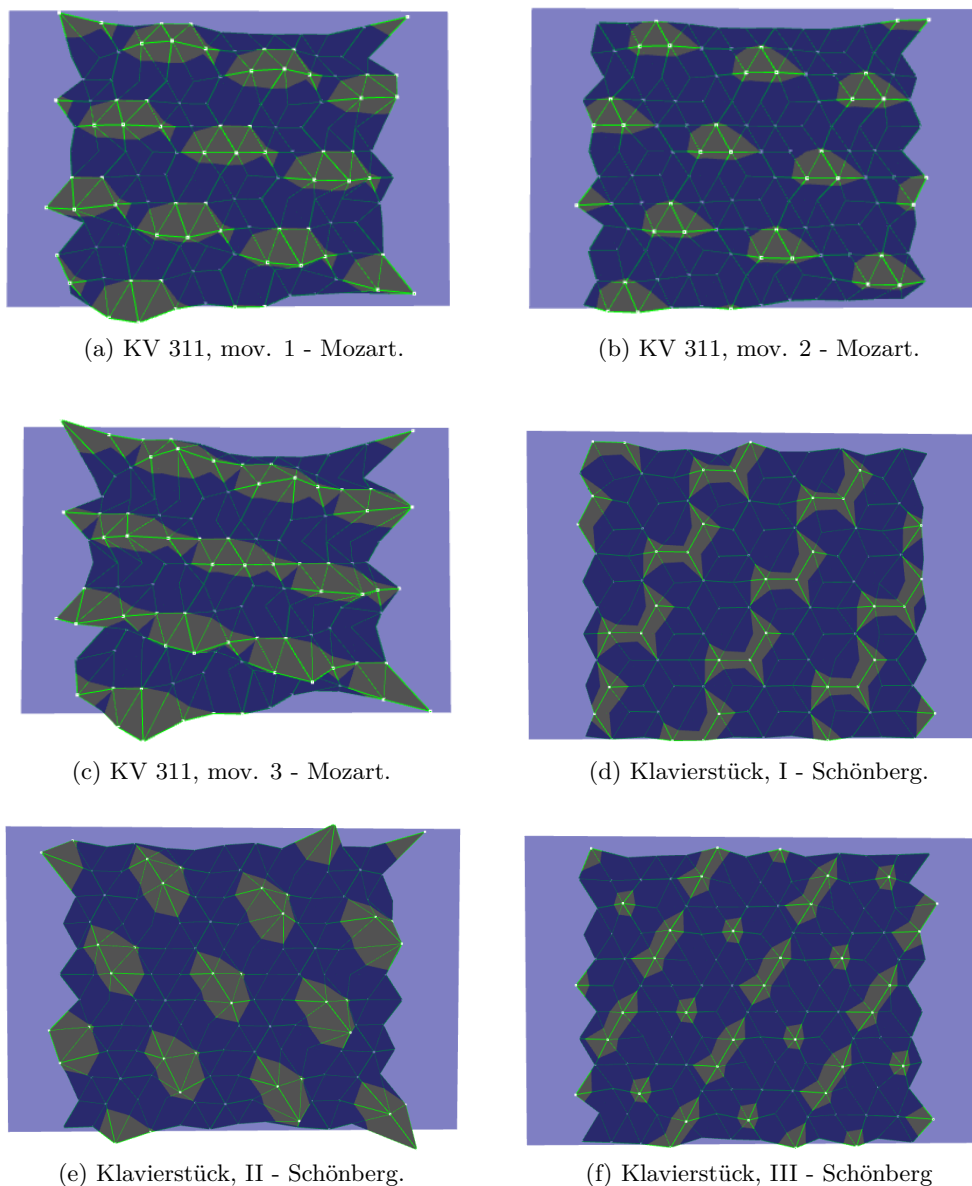 (a) KV 311, mov. 1 - Mozart.
(b) KV 311, mov. 2 - Mozart.
(c) KV 311, mov. 3 - Mozart.
(d) Klavierstück, I - Schönberg.
(e) Klavierstück, II - Schönberg.
(f) Klavierstück, III - Schönberg